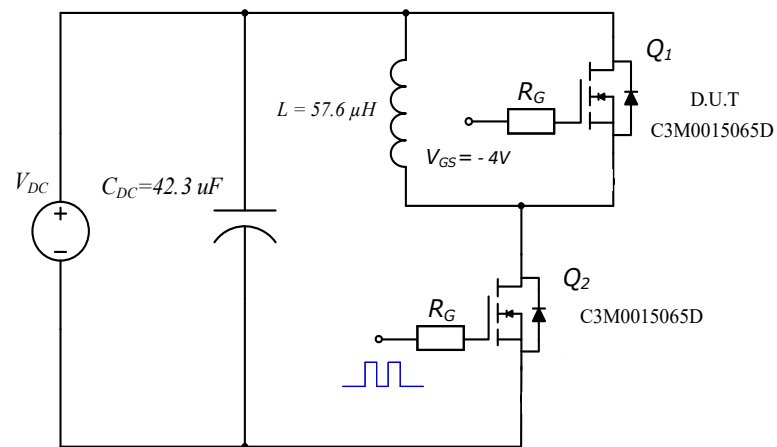 Q1
RG
D.U.T
C3M0015065D
L = 57.6 µH
VGS = - 4V
VDC
CDC=42.3 uF
Q2
RG
C3M0015065D